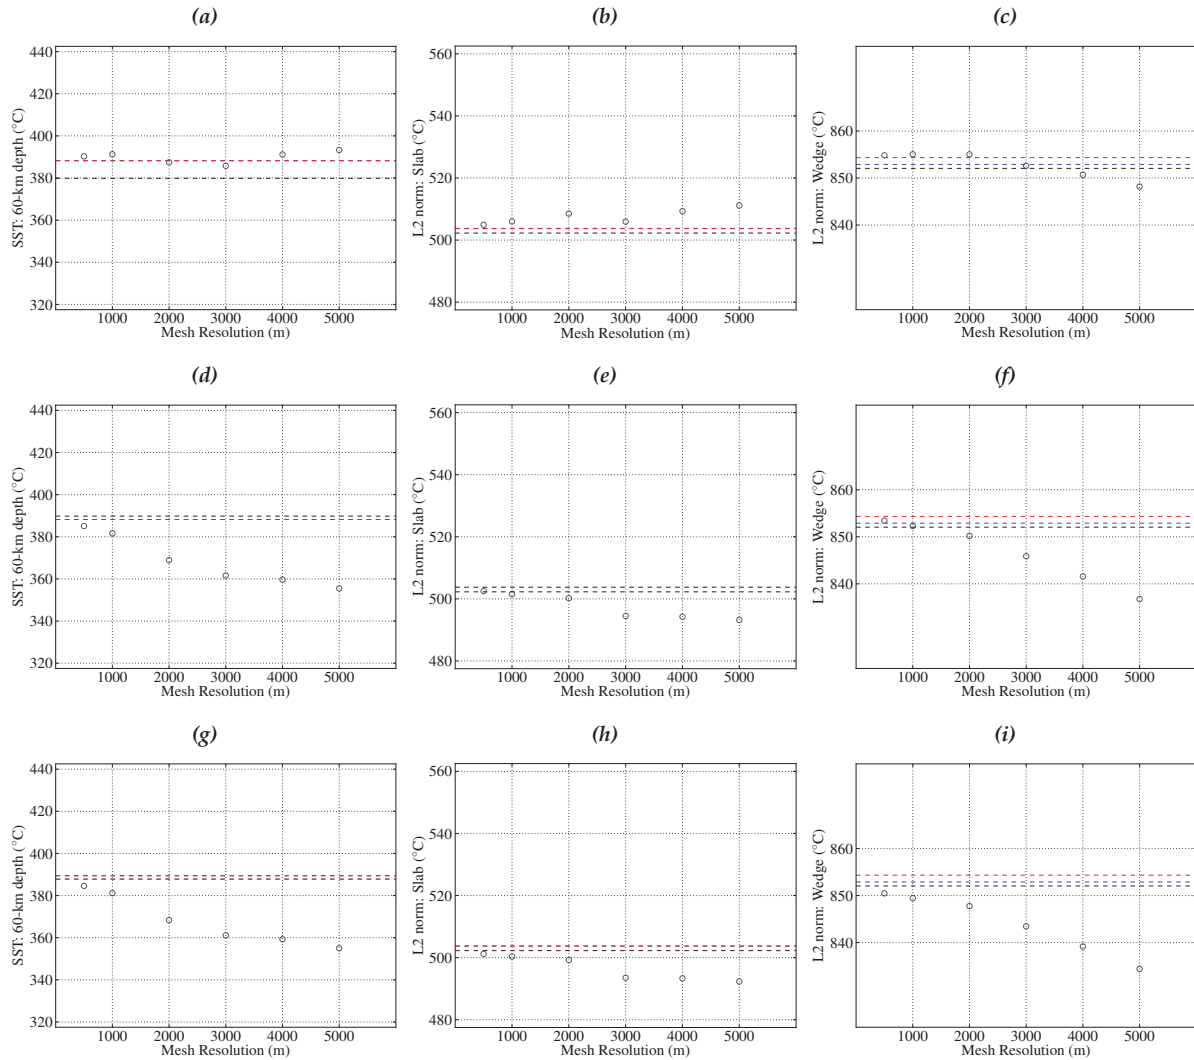 (a) (b) (c)
440
420
400
380
360
340
320
SST: 60-km depth (°C)
1000 2000 3000 4000 5000
Mesh Resolution (m)
560
540
520
500
480
L2 norm: Slab (°C)
1000 2000 3000 4000 5000
Mesh Resolution (m)
860
850
840
L2 norm: Wedge (°C)
1000 2000 3000 4000 5000
Mesh Resolution (m)
(d) (e) (f)
440
420
400
380
360
340
320
SST: 60-km depth (°C)
1000 2000 3000 4000 5000
Mesh Resolution (m)
560
540
520
500
480
L2 norm: Slab (°C)
1000 2000 3000 4000 5000
Mesh Resolution (m)
860
850
840
L2 norm: Wedge (°C)
1000 2000 3000 4000 5000
Mesh Resolution (m)
(g) (h) (i)
440
420
400
380
360
340
320
SST: 60-km depth (°C)
1000 2000 3000 4000 5000
Mesh Resolution (m)
560
540
520
500
480
L2 norm: Slab (°C)
1000 2000 3000 4000 5000
Mesh Resolution (m)
860
850
840
L2 norm: Wedge (°C)
1000 2000 3000 4000 5000
Mesh Resolution (m)